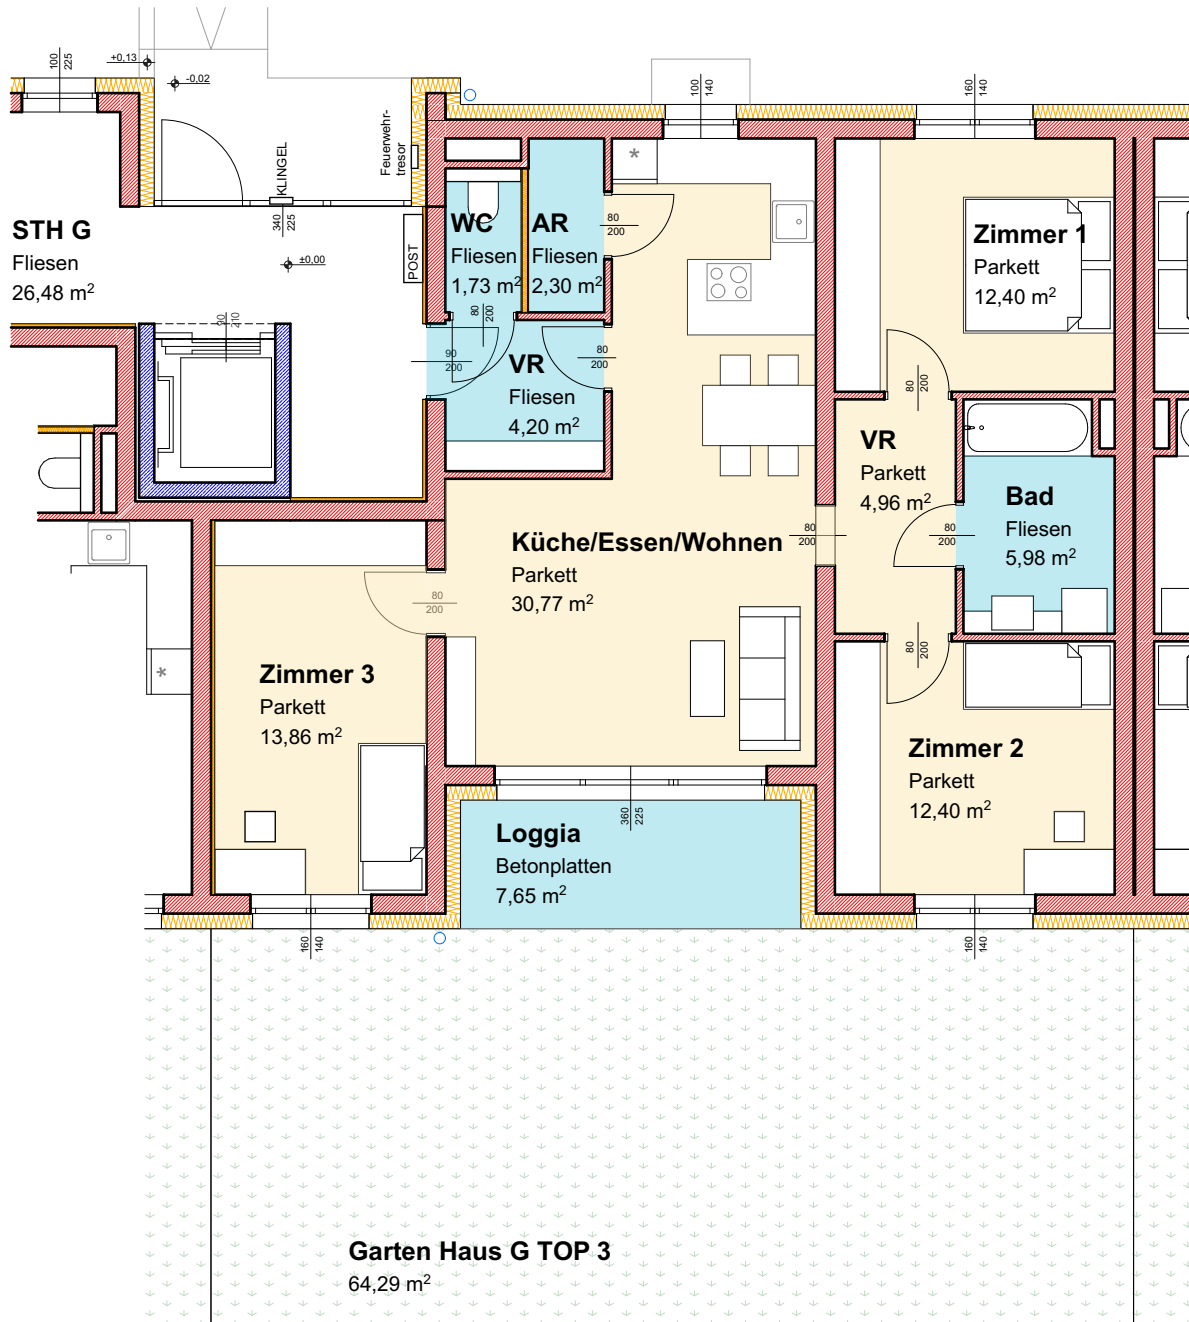 100
225
+0,13
-0,02
KLINGEL
Feuerwehr-
tresor
340
225
±0,00
POST
STH G
Fliesen
26,48 m²
90
210
WC
Fliesen
1,73 m²
80
200
AR
Fliesen
2,30 m²
80
200
*
100
140
160
140
Zimmer 1
Parkett
12,40 m²
90
200
VR
Fliesen
4,20 m²
80
200
80
200
VR
Parkett
4,96 m²
Bad
Fliesen
5,98 m²
80
200
80
200
Küche/Essen/Wohnen
Parkett
30,77 m²
80
200
80
200
*
Zimmer 3
Parkett
13,86 m²
Zimmer 2
Parkett
12,40 m²
360
225
Loggia
Betonplatten
7,65 m²
160
140
160
140
Garten Haus G TOP 3
64,29 m²